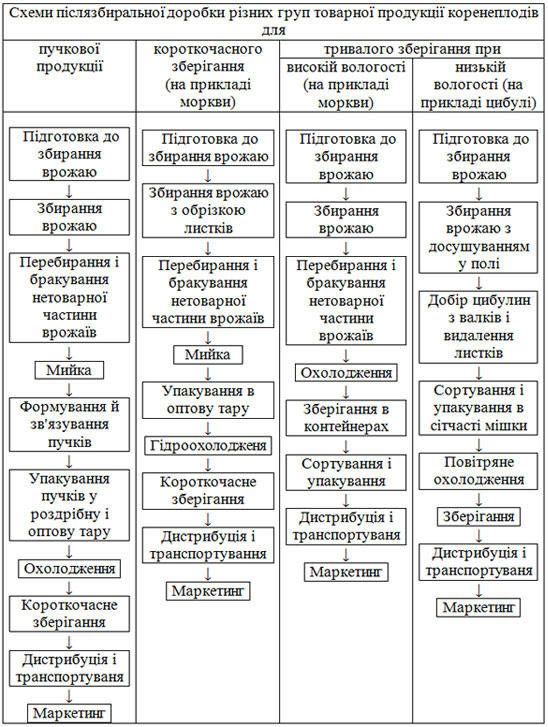 Схеми післязбиральної доробки різних груп товарної продукції коренеплодів
для
пучкової
продукції
короткочасного
зберігання
(на прикладі
моркви)
тривалого зберігання при
високій вологості
(на прикладі
моркви)
низькій
вологості (на
прикладі цибулі)
Підготовка до
збирання
врожаю
↓
Збирання
врожаю
↓
Перебирання і
бракування
нетоварної
частини
врожаїв
↓
Мийка
↓
Формування й
зв'язування
пучків
↓
Упакування
пучків у
роздрібну і
оптову тару
↓
Охолодження
↓
Короткочасне
зберігання
↓
Дистрибуція і
транспортуваня
↓
Маркетинг
Підготовка до
збирання врожаю
↓
Збирання врожаю
з обрізкою
листків
↓
Перебирання і
бракування
нетоварної
частини врожаїв
↓
Мийка
↓
Упакування в
оптову тару
↓
Гідроохолодженя
↓
Короткочасне
зберігання
↓
Дистрибуція і
транспортування
↓
Маркетинг
Підготовка до
збирання
врожаю
↓
Збирання
врожаю
↓
Перебирання і
бракування
нетоварної
частини
врожаїв
↓
Охолодження
↓
Зберігання в
контейнерах
↓
Сортування і
упакування
↓
Дистрибуція і
транспортуваня
↓
Маркетинг
Підготовка до
збирання
врожаю
↓
Збирання
врожаю з
досушуванням
у полі
↓
Добір цибулин
з валків і
видалення
листків
↓
Сортування і
упакування в
сітчасті мішки
↓
Повітряне
охолодження
↓
Зберігання
↓
Дистрибуція і
транспортуваня
↓
Маркетинг